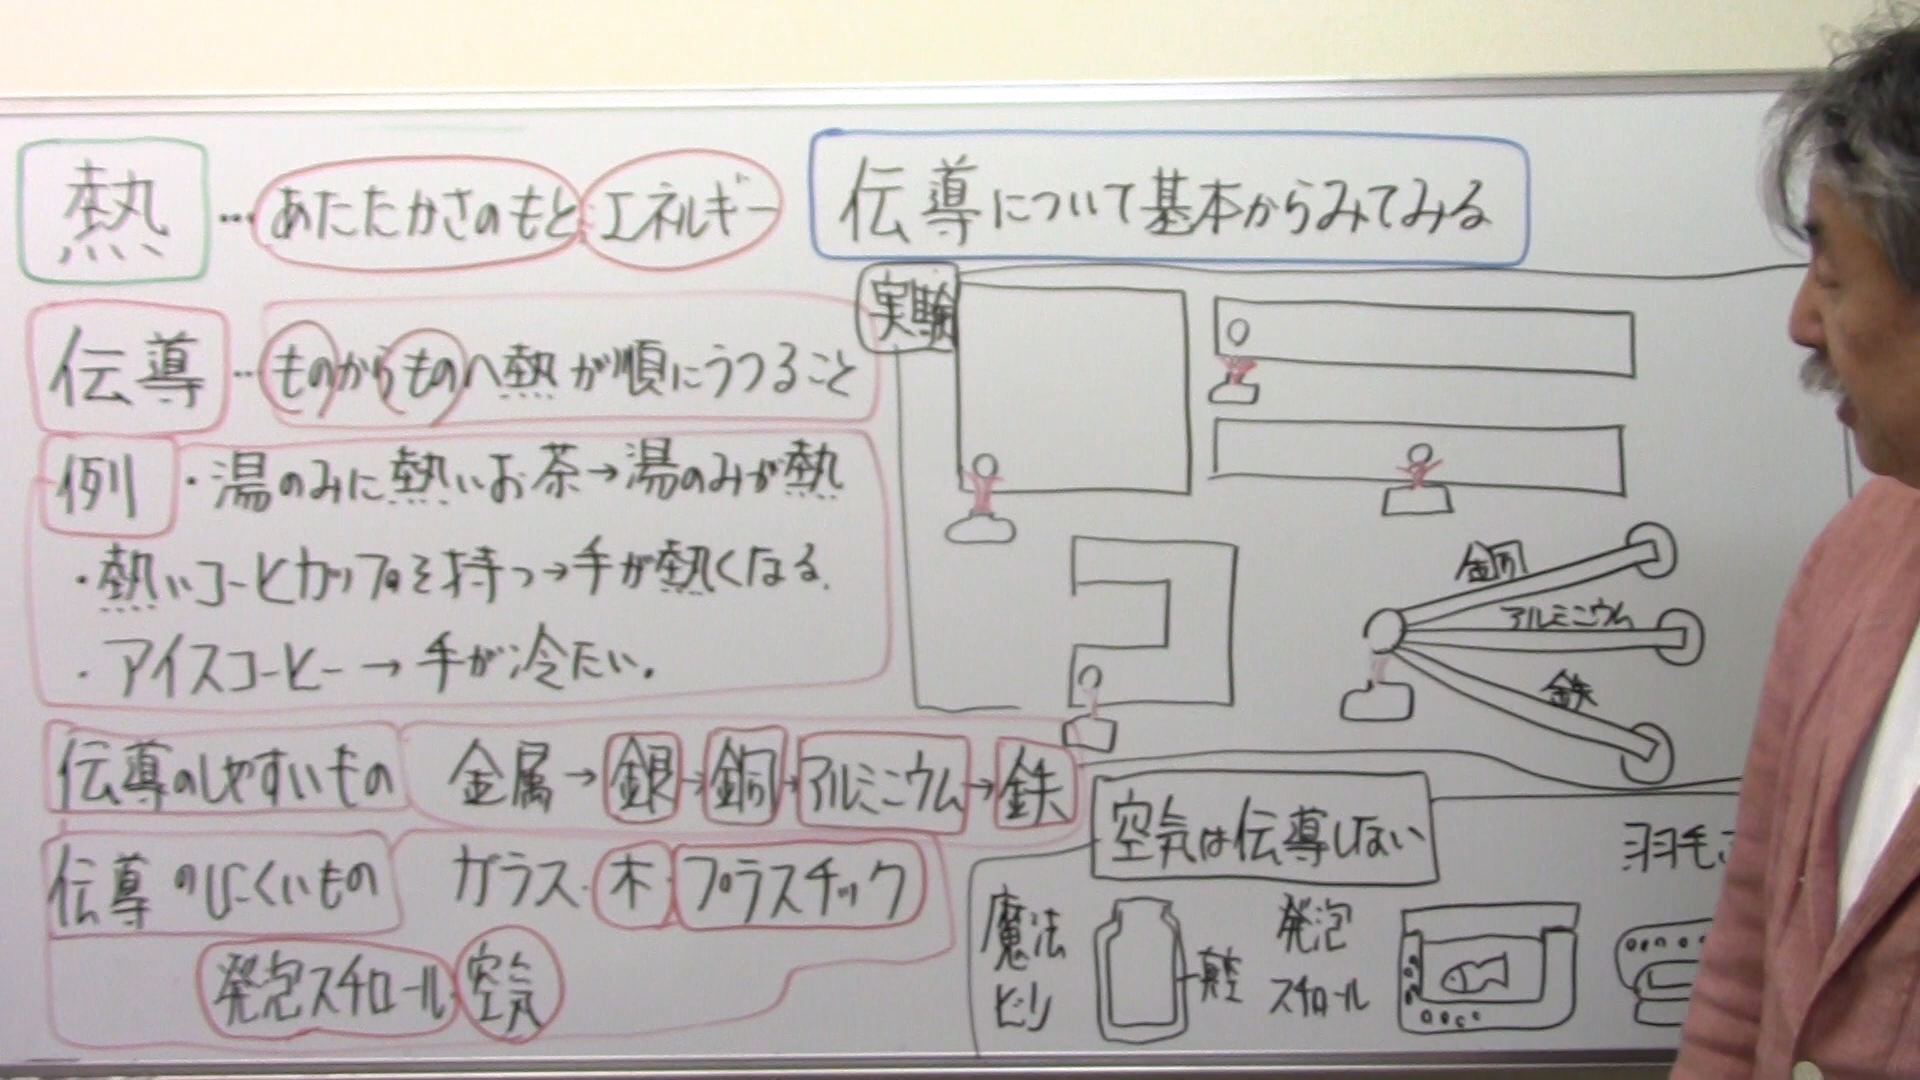 熱…あたたかさのもと エネルギー
伝導…ものからものへ熱が順にうつること
例・湯のみに熱いお茶→湯のみが熱
・熱いコーヒカップを持つ→手が熱くなる.
・アイスコーヒー→手が冷たい.
伝導のしやすいもの 金属→銀→銅→アルミニウム→鉄
伝導のしにくいもの ガラス・木・プラスチック
発泡スチロール・空気
伝導について基本からみてみる
実験
銅
アルミニウム
鉄
空気は伝導しない
魔法
ビン
真空
発泡
スチロール
羽毛